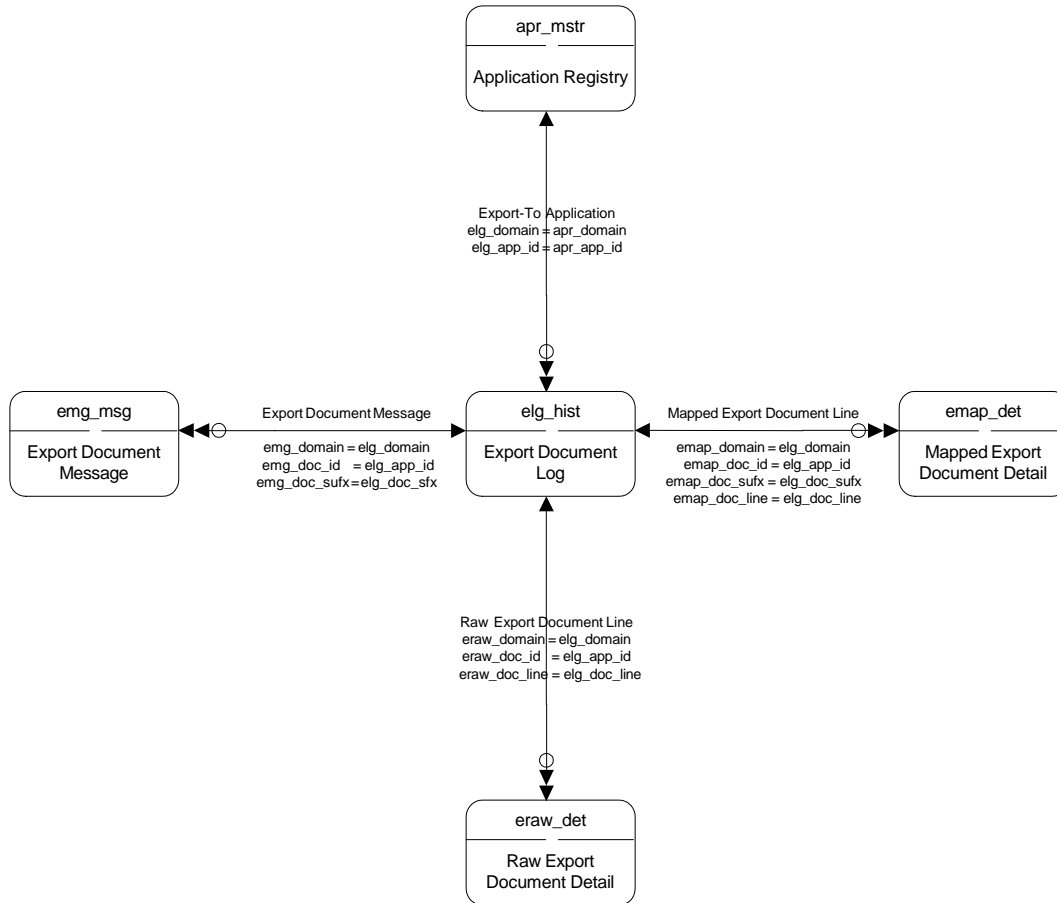 apr_mstr
Application Registry
Export-To Application
elg_domain = apr_domain
elg_app_id = apr_app_id
emg_msg
Export Document
Message
Export Document Message
emg_domain = elg_domain
emg_doc_id = elg_app_id
emg_doc_sufx = elg_doc_sfx
elg_hist
Export Document
Log
Mapped Export Document Line
emap_domain = elg_domain
emap_doc_id = elg_app_id
emap_doc_sufx = elg_doc_sufx
emap_doc_line = elg_doc_line
emap_det
Mapped Export
Document Detail
Raw Export Document Line
eraw_domain = elg_domain
eraw_doc_id = elg_app_id
eraw_doc_line = elg_doc_line
eraw_det
Raw Export
Document Detail